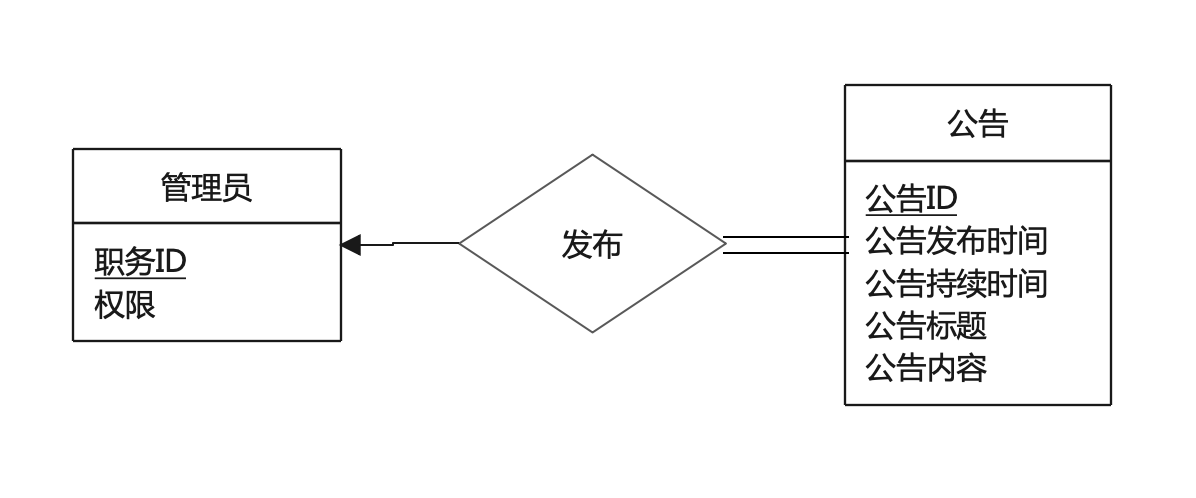 管理员
职务ID
权限
发布
公告
公告ID
公告发布时间
公告持续时间
公告标题
公告内容